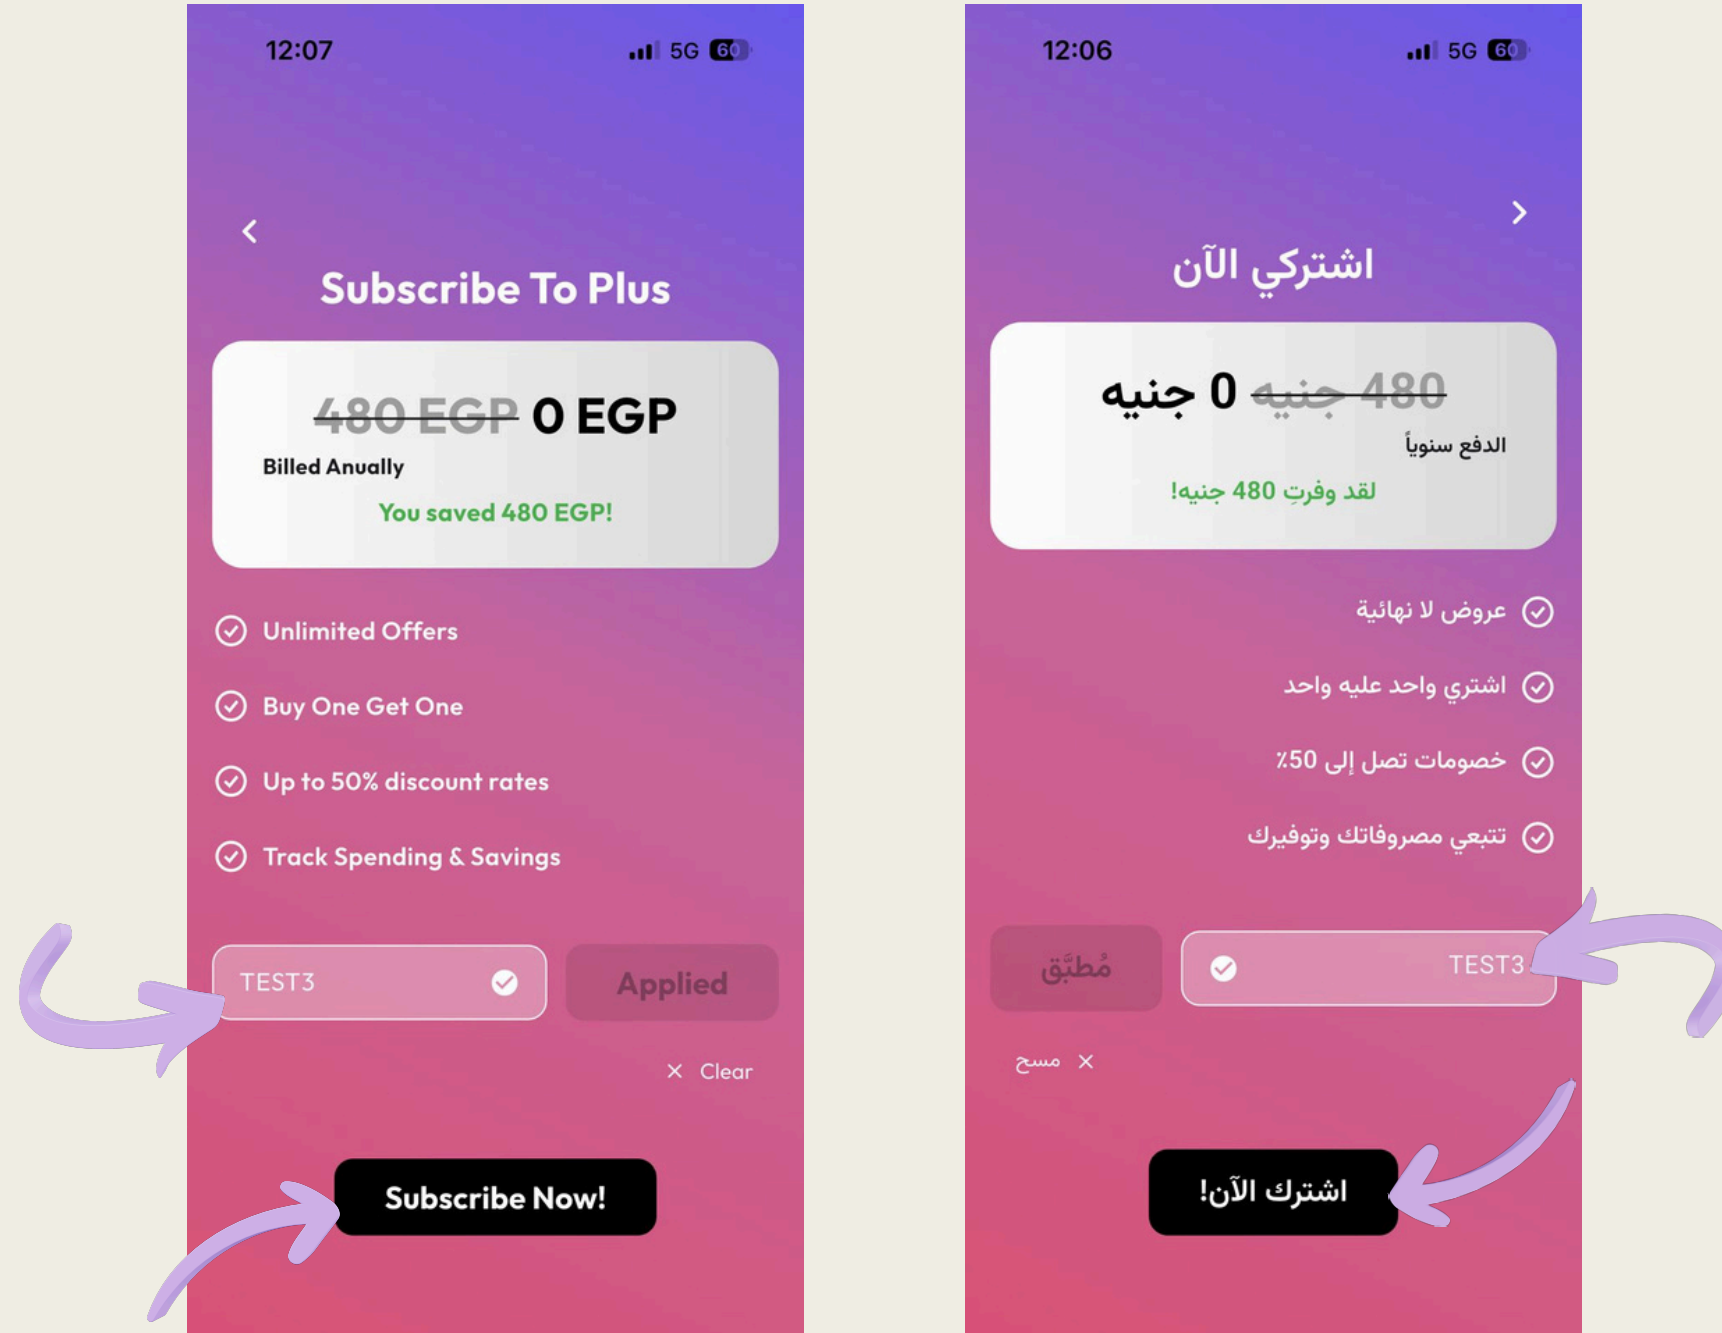 12:07
5G 60
Subscribe To Plus
480 EGP 0 EGP
Billed Anually
You saved 480 EGP!
Unlimited Offers
Buy One Get One
Up to 50% discount rates
Track Spending & Savings
TEST3
Applied
Clear
Subscribe Now!
12:06
5G 60
اشتركي الآن
480 جنيه 0 جنيه
الدفع سنوياً
لقد وفرتِ 480 جنيه!
عروض لا نهائية
اشتري واحد عليه واحد
خصومات تصل إلى 50٪
تتبعي مصروفاتك وتوفيرك
TEST3
مُطبَّق
مسح
اشترك الآن!